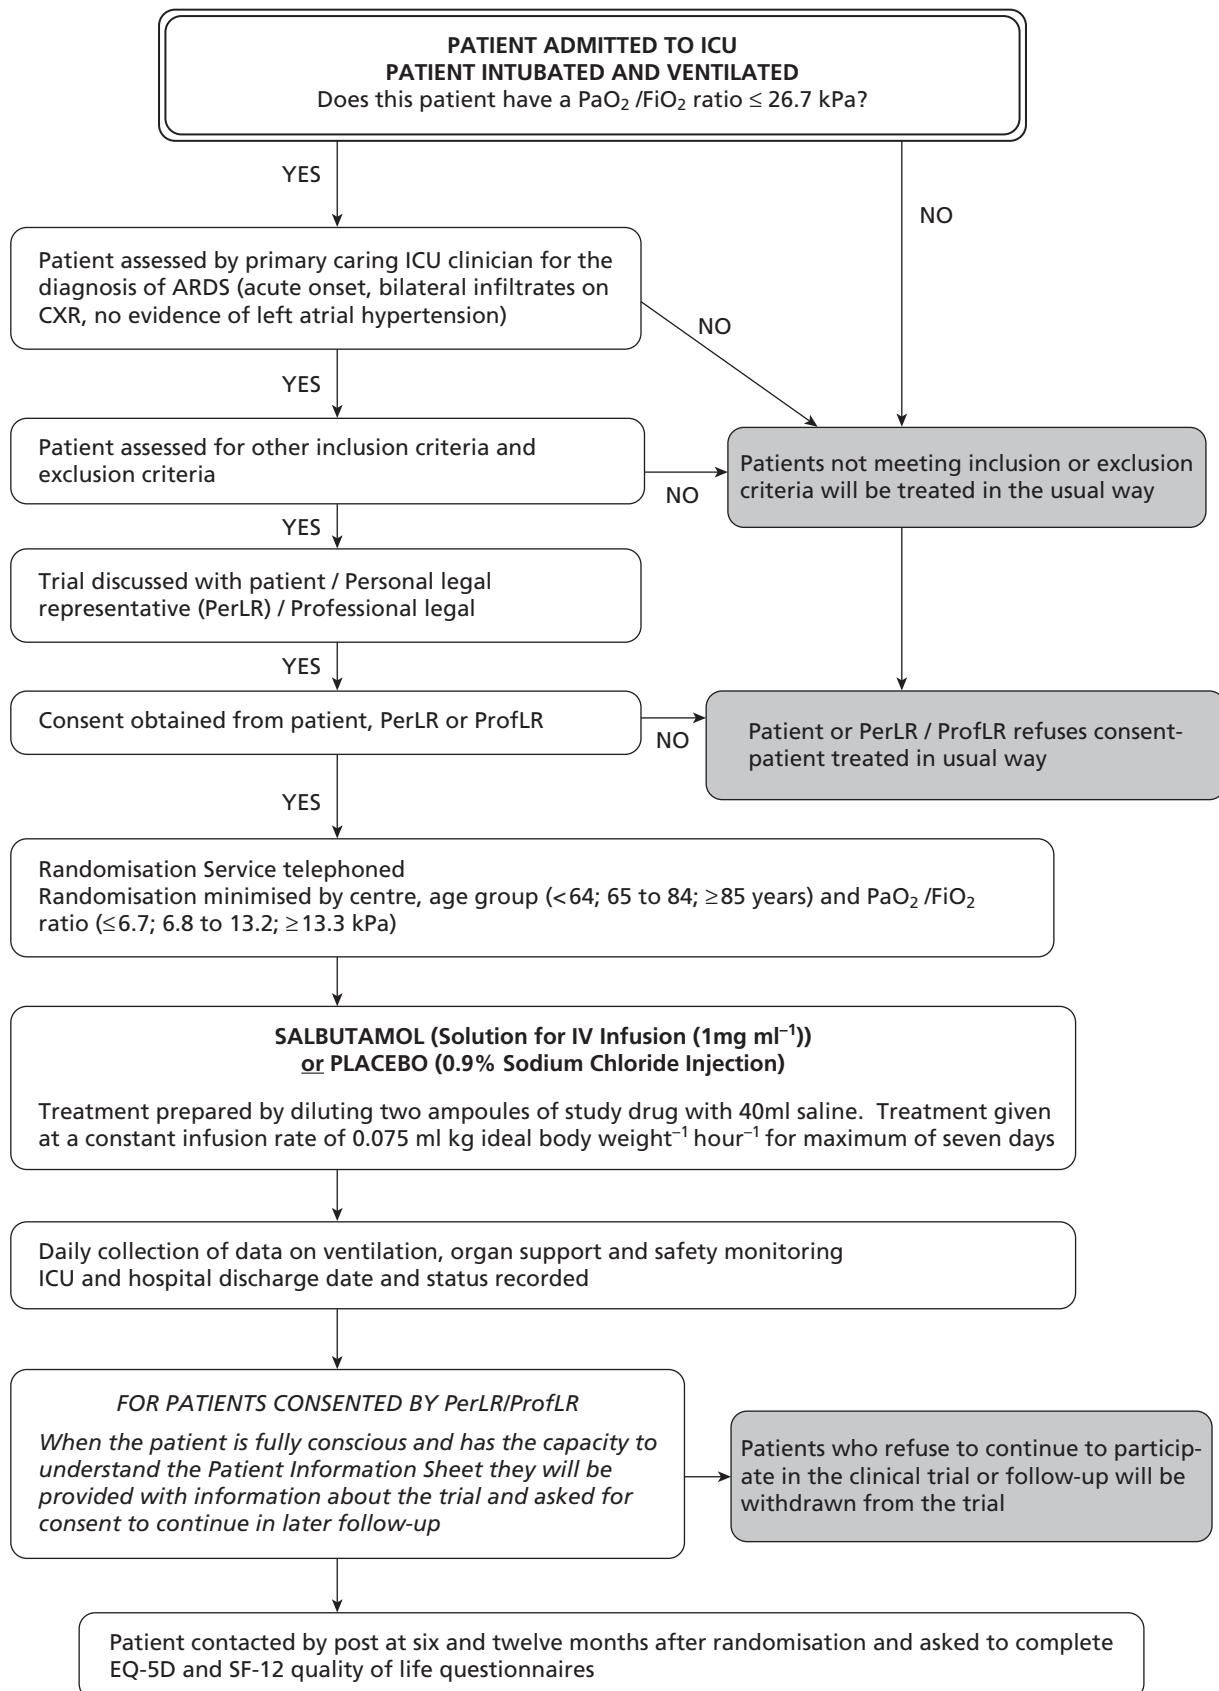 PATIENT ADMITTED TO ICU
PATIENT INTUBATED AND VENTILATED
Does this patient have a PaO₂ /FiO₂ ratio ≤ 26.7 kPa?
YES
NO
Patient assessed by primary caring ICU clinician for the
diagnosis of ARDS (acute onset, bilateral infiltrates on
CXR, no evidence of left atrial hypertension)
NO
YES
Patient assessed for other inclusion criteria and
exclusion criteria
NO
Patients not meeting inclusion or exclusion
criteria will be treated in the usual way
YES
Trial discussed with patient / Personal legal
representative (PerLR) / Professional legal
YES
Consent obtained from patient, PerLR or ProfLR
NO
Patient or PerLR / ProfLR refuses consent-
patient treated in usual way
YES
Randomisation Service telephoned
Randomisation minimised by centre, age group (<64; 65 to 84; ≥85 years) and PaO₂ /FiO₂
ratio (≤6.7; 6.8 to 13.2; ≥13.3 kPa)
SALBUTAMOL (Solution for IV Infusion (1mg ml⁻¹))
or PLACEBO (0.9% Sodium Chloride Injection)
Treatment prepared by diluting two ampoules of study drug with 40ml saline. Treatment given
at a constant infusion rate of 0.075 ml kg ideal body weight⁻¹ hour⁻¹ for maximum of seven days
Daily collection of data on ventilation, organ support and safety monitoring
ICU and hospital discharge date and status recorded
FOR PATIENTS CONSENTED BY PerLR/ProfLR
When the patient is fully conscious and has the capacity to
understand the Patient Information Sheet they will be
provided with information about the trial and asked for
consent to continue in later follow-up
Patients who refuse to continue to particip-
ate in the clinical trial or follow-up will be
withdrawn from the trial
Patient contacted by post at six and twelve months after randomisation and asked to complete
EQ-5D and SF-12 quality of life questionnaires